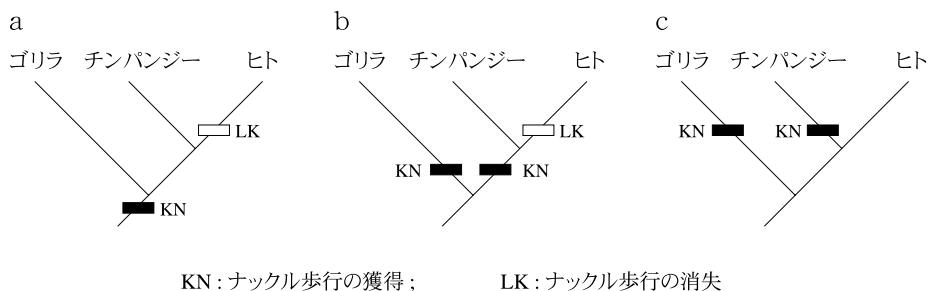 a b c
ゴリラ チンパンジー ヒト ゴリラ チンパンジー ヒト ゴリラ チンパンジー ヒト
LK LK KN KN
KN KN
KN
KN : ナックル歩行の獲得 ; LK : ナックル歩行の消失